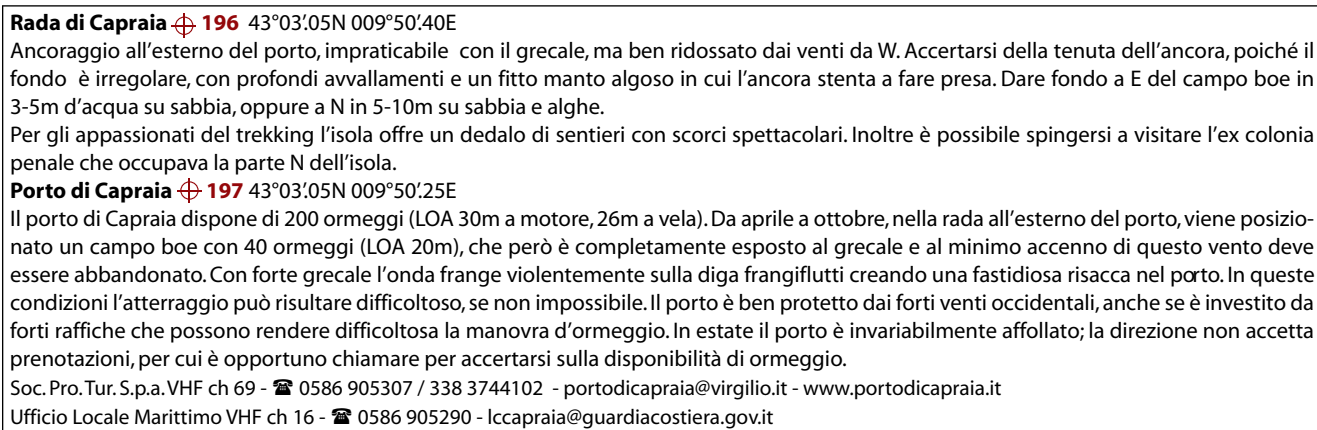 Rada di Capraia 196 43°03'.05N 009°50'.40E
Ancoraggio all'esterno del porto, impraticabile con il grecale, ma ben ridossato dai venti da W. Accertarsi della tenuta dell'ancora, poiché il
fondo è irregolare, con profondi avvallamenti e un fitto manto algoso in cui l'ancora stenta a fare presa. Dare fondo a E del campo boe in
3-5m d'acqua su sabbia, oppure a N in 5-10m su sabbia e alghe.
Per gli appassionati del trekking l'isola offre un dedalo di sentieri con scorci spettacolari. Inoltre è possibile spingersi a visitare l'ex colonia
penale che occupava la parte N dell'isola.
Porto di Capraia 197 43°03'.05N 009°50'.25E
Il porto di Capraia dispone di 200 ormeggi (LOA 30m a motore, 26m a vela). Da aprile a ottobre, nella rada all'esterno del porto, viene posizio-
nato un campo boe con 40 ormeggi (LOA 20m), che però è completamente esposto al grecale e al minimo accenno di questo vento deve
essere abbandonato. Con forte grecale l'onda frange violentemente sulla diga frangiflutti creando una fastidiosa risacca nel porto. In queste
condizioni l'atterraggio può risultare difficoltoso, se non impossibile. Il porto è ben protetto dai forti venti occidentali, anche se è investito da
forti raffiche che possono rendere difficoltosa la manovra d'ormeggio. In estate il porto è invariabilmente affollato; la direzione non accetta
prenotazioni, per cui è opportuno chiamare per accertarsi sulla disponibilità di ormeggio.
Soc. Pro. Tur. S.p.a. VHF ch 69 - ☎ 0586 905307 / 338 3744102 - portodicapraia@virgilio.it - www.portodicapraia.it
Ufficio Locale Marittimo VHF ch 16 - ☎ 0586 905290 - lccapraia@guardiacostiera.gov.it